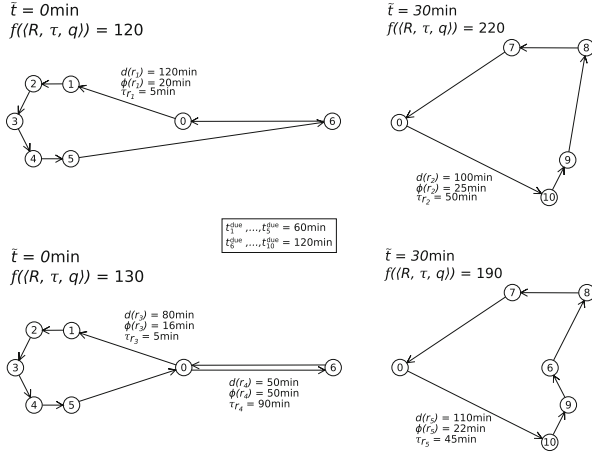 t̃ = 0min
f(⟨R, τ, q⟩) = 120
d(r₁) = 120min
ϕ(r₁) = 20min
τr₁ = 5min
2
1
3
0
6
4
5
t̃ = 30min
f(⟨R, τ, q⟩) = 220
7
8
0
9
d(r₂) = 100min
ϕ(r₂) = 25min
τr₂ = 50min
10
t₁ᵈᵘᵉ ,...,t₅ᵈᵘᵉ = 60min
t₆ᵈᵘᵉ ,...,t₁₀ᵈᵘᵉ = 120min
t̃ = 0min
f(⟨R, τ, q⟩) = 130
d(r₃) = 80min
ϕ(r₃) = 16min
τr₃ = 5min
2
1
3
0
6
4
5
d(r₄) = 50min
ϕ(r₄) = 50min
τr₄ = 90min
t̃ = 30min
f(⟨R, τ, q⟩) = 190
7
8
0
6
9
d(r₅) = 110min
ϕ(r₅) = 22min
τr₅ = 45min
10